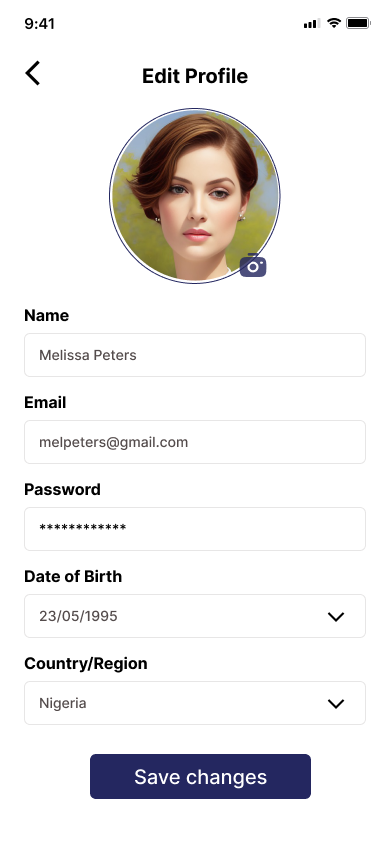 9:41
Edit Profile
Name
Melissa Peters
Email
melpeters@gmail.com
Password
************
Date of Birth
23/05/1995
Country/Region
Nigeria
Save changes